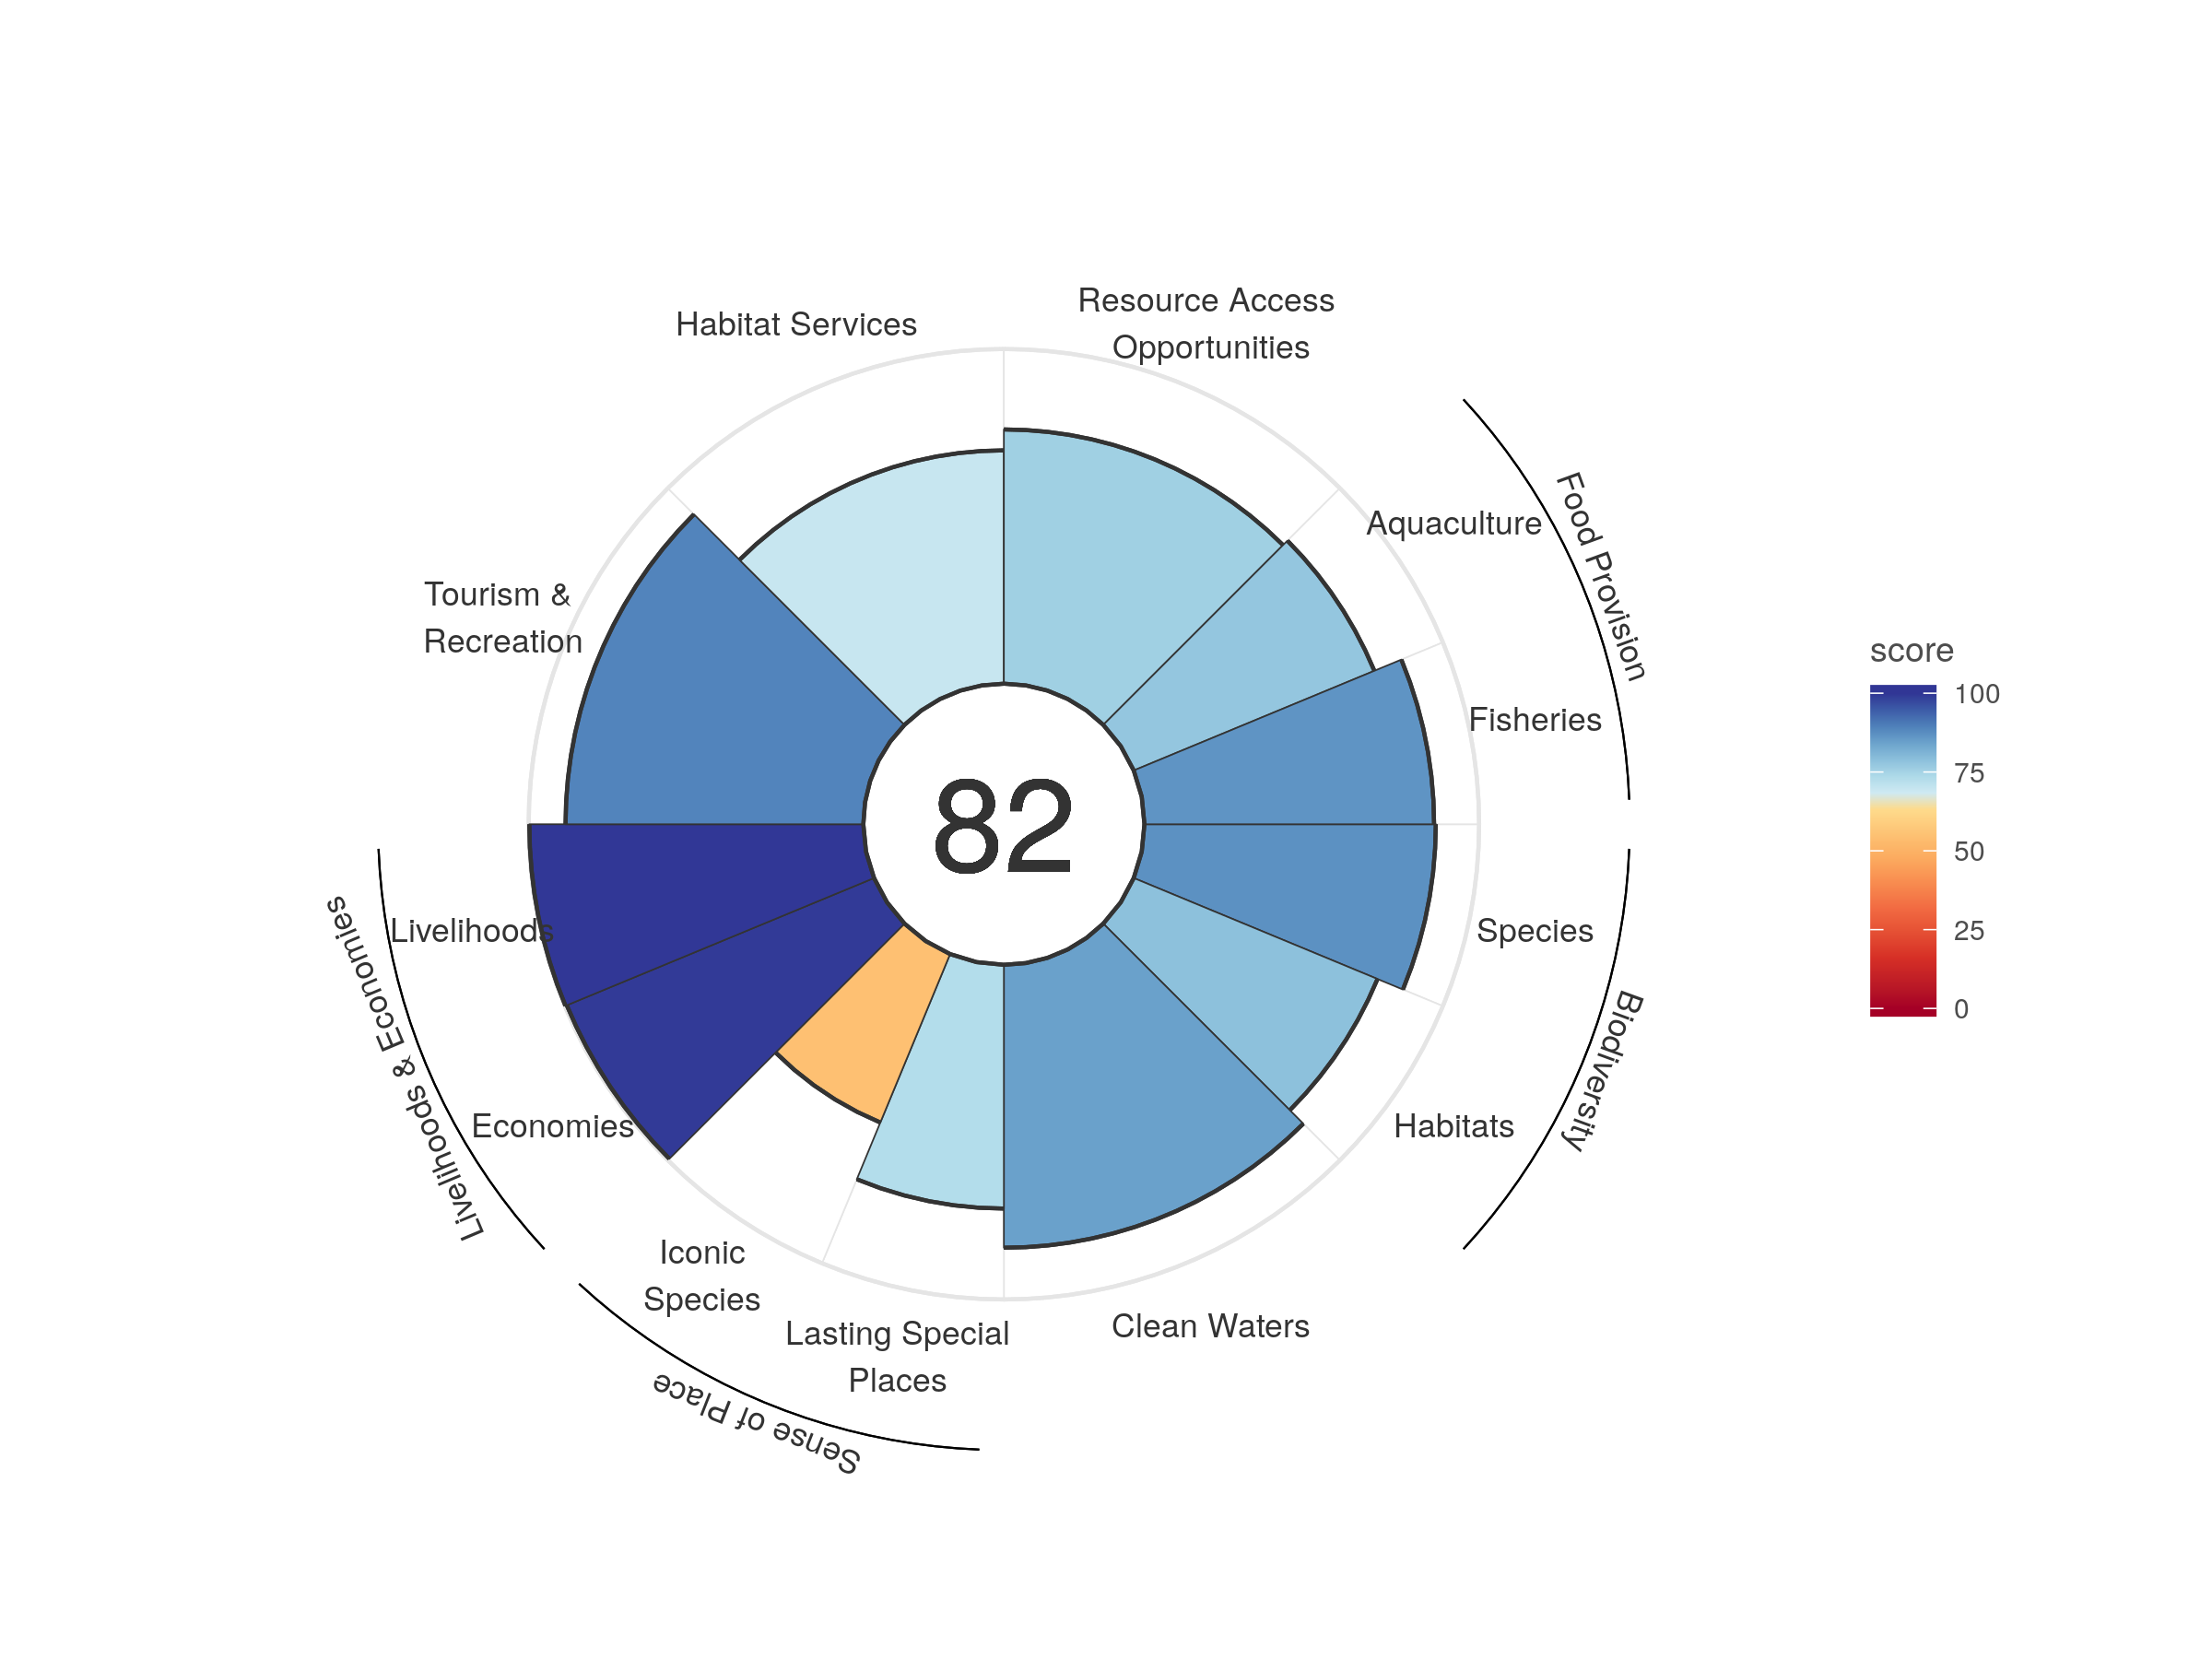 Resource Access
Opportunities
Habitat Services
Aquaculture
Food Provision
Tourism &
Recreation
Fisheries
score
100
75
50
25
0
82
Livelihoods
Species
Livelihoods & Economies
Biodiversity
Economies
Habitats
Iconic
Species
Lasting Special
Places
Clean Waters
Sense of Place